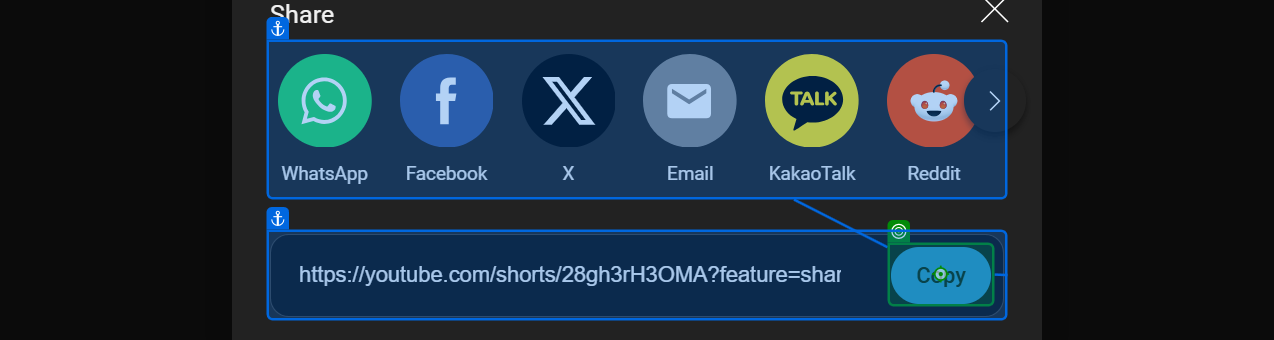 Share
TALK
WhatsApp Facebook X Email KakaoTalk Reddit
https://youtube.com/shorts/28gh3rH3OMA?feature=shar
Copy